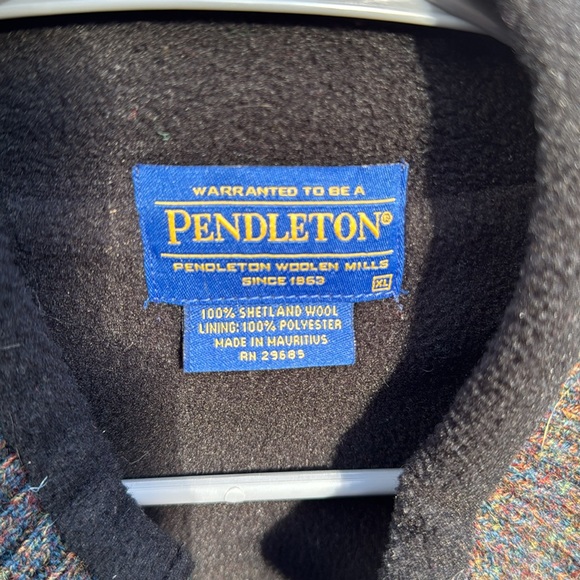 WARRANTED TO BE A
PENDLETON®
PENDLETON WOOLEN MILLS
SINCE 1863
XL
100% SHETLAND WOOL
LINING: 100% POLYESTER
MADE IN MAURITIUS
RN 29685